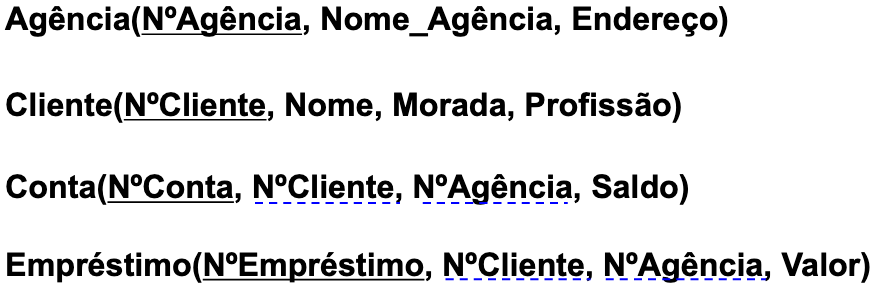 Agência(NºAgência, Nome_Agência, Endereço)
Cliente(NºCliente, Nome, Morada, Profissão)
Conta(NºConta, NºCliente, NºAgência, Saldo)
Empréstimo(NºEmpréstimo, NºCliente, NºAgência, Valor)